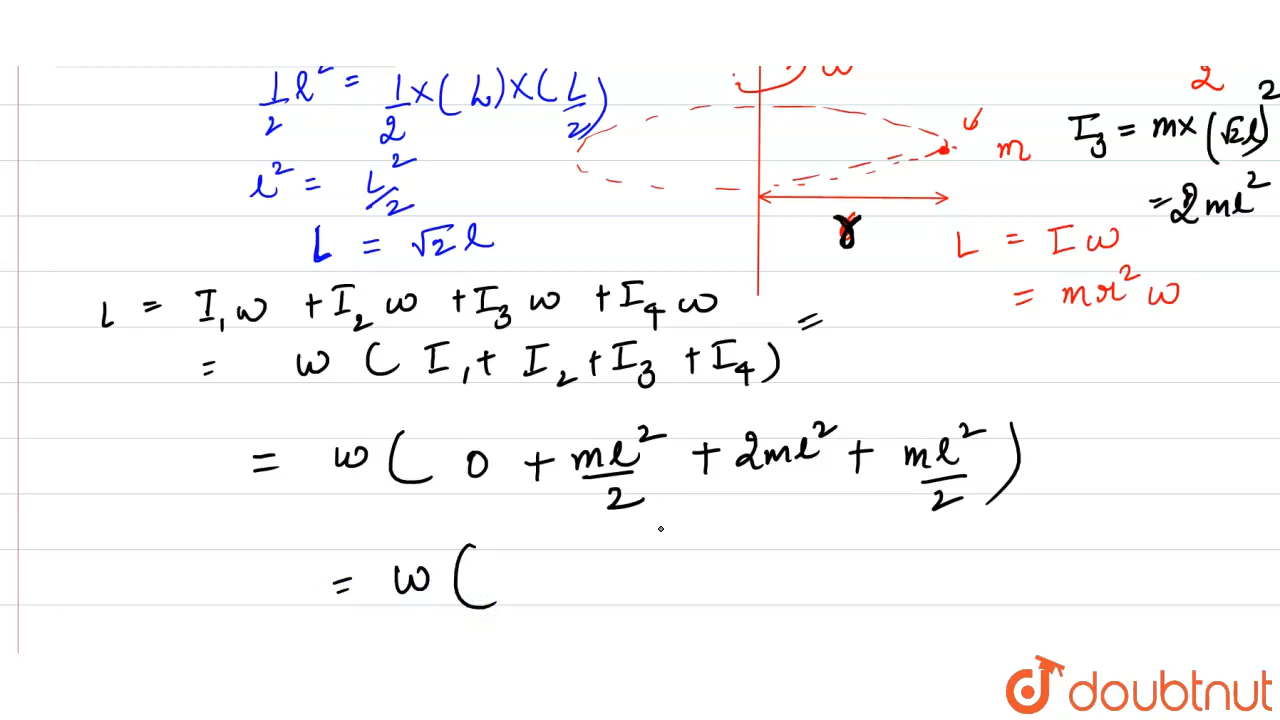 1/2 l² = 1/2 × (L) × (L/2)
l² = L²/2
L = √2 l
ω
m
r
2
I₃ = m × (√2 l)²
= 2ml²
L = Iω
= mr²ω
L = I₁ω + I₂ω + I₃ω + I₄ω =
= ω (I₁ + I₂ + I₃ + I₄)
= ω (0 + ml²/2 + 2ml² + ml²/2)
= ω (
doubtnut